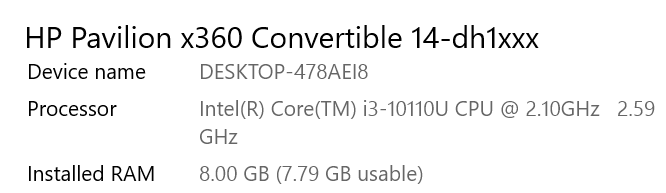 HP Pavilion x360 Convertible 14-dh1xxx
Device name DESKTOP-478AEI8
Processor Intel(R) Core(TM) i3-10110U CPU @ 2.10GHz 2.59
GHz
Installed RAM 8.00 GB (7.79 GB usable)